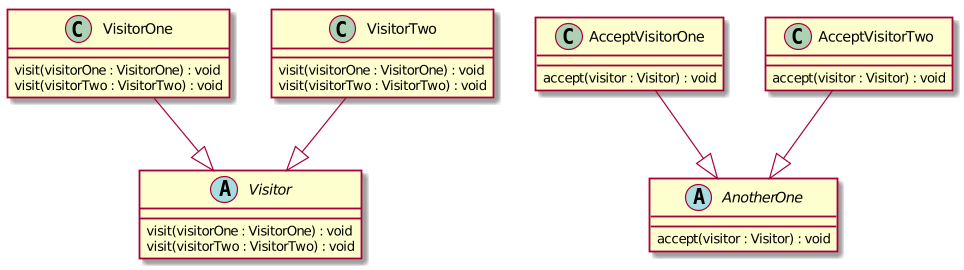 C VisitorOne
visit(visitorOne : VisitorOne) : void
visit(visitorTwo : VisitorTwo) : void
C VisitorTwo
visit(visitorOne : VisitorOne) : void
visit(visitorTwo : VisitorTwo) : void
C AcceptVisitorOne
accept(visitor : Visitor) : void
C AcceptVisitorTwo
accept(visitor : Visitor) : void
A Visitor
visit(visitorOne : VisitorOne) : void
visit(visitorTwo : VisitorTwo) : void
A AnotherOne
accept(visitor : Visitor) : void